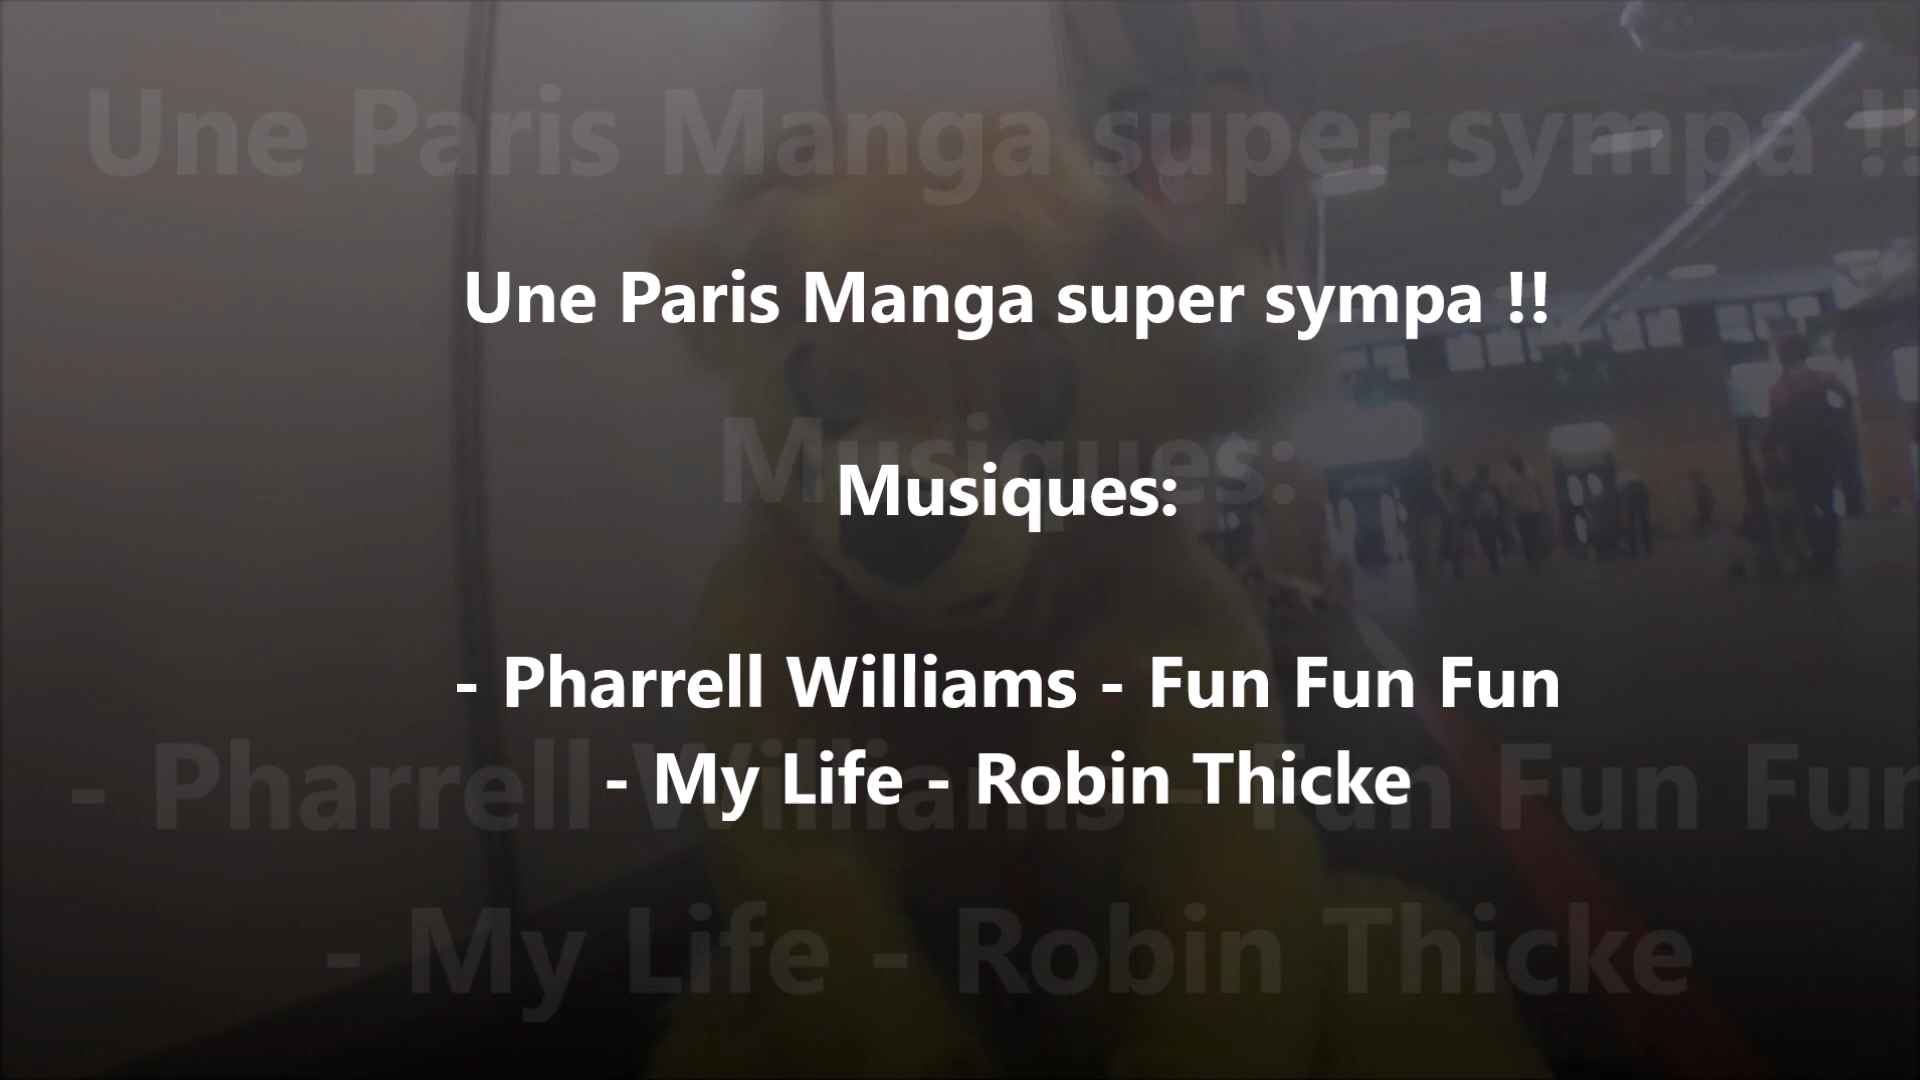 Une Paris Manga super sympa !!
Musiques:
- Pharrell Williams - Fun Fun Fun
- My Life - Robin Thicke